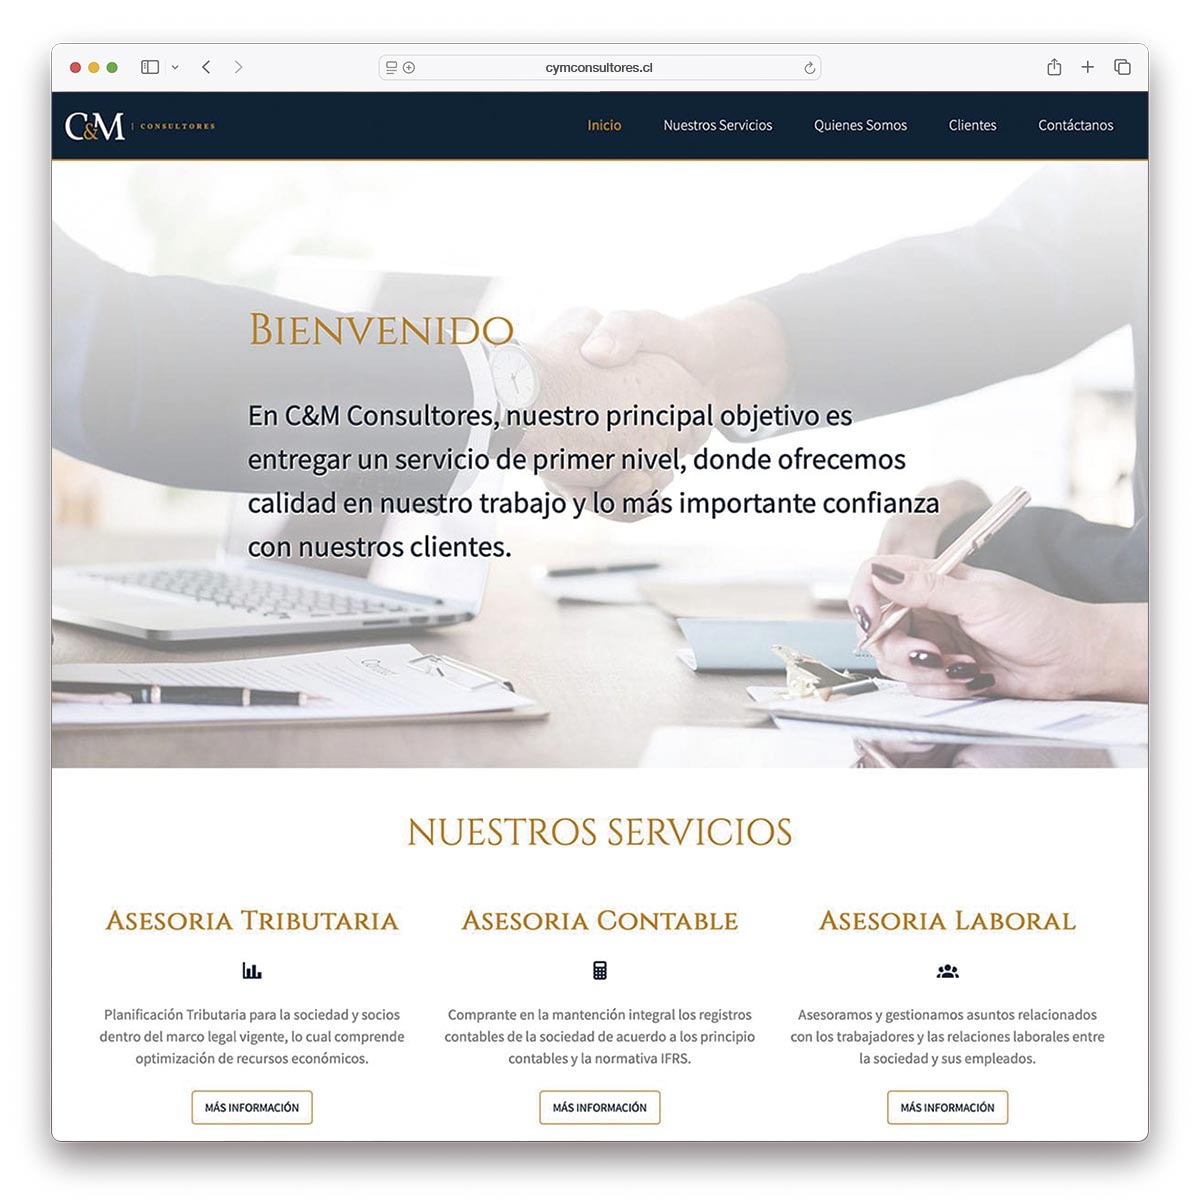 cymconsultores.cl
C&M | CONSULTORES
Inicio Nuestros Servicios Quienes Somos Clientes Contáctanos
Bienvenido
En C&M Consultores, nuestro principal objetivo es
entregar un servicio de primer nivel, donde ofrecemos
calidad en nuestro trabajo y lo más importante confianza
con nuestros clientes.
NUESTROS SERVICIOS
Asesoria Tributaria
Planificación Tributaria para la sociedad y socios
dentro del marco legal vigente, lo cual comprende
optimización de recursos económicos.
MÁS INFORMACIÓN
Asesoria Contable
Comprante en la mantención integral los registros
contables de la sociedad de acuerdo a los principio
contables y la normativa IFRS.
MÁS INFORMACIÓN
Asesoria Laboral
Asesoramos y gestionamos asuntos relacionados
con los trabajadores y las relaciones laborales entre
la sociedad y sus empleados.
MÁS INFORMACIÓN